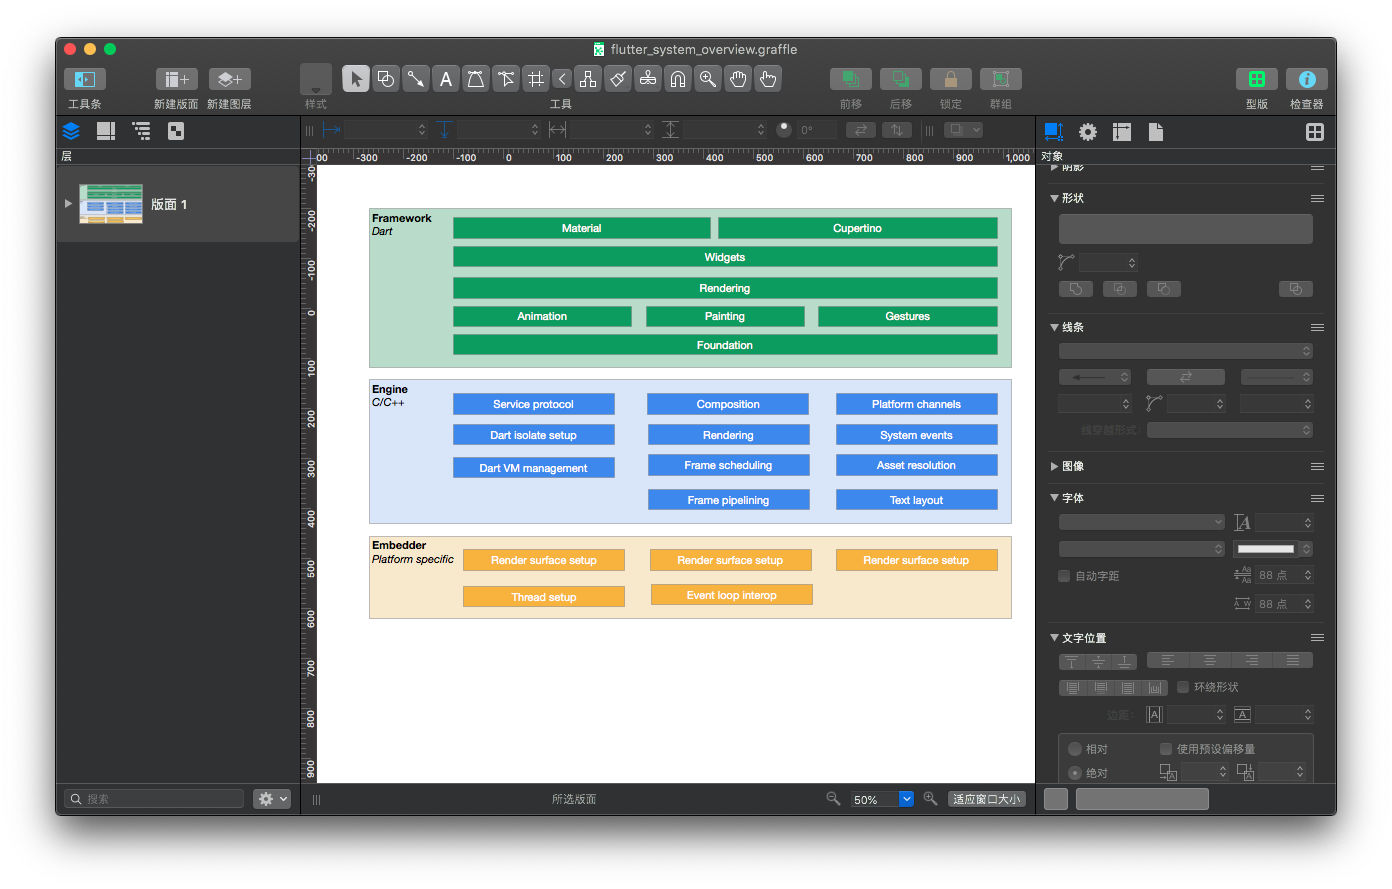 flutter_system_overview.graffle
工具条
新建版面
新建图层
样式
工具
前移
后移
锁定
群组
型版
检查器
0°
层
对象
00 -300 -200 -100 0 100 200 300 400 500 600 700 800 900 1,000
-30
-200
-100
0
100
200
300
400
500
600
700
800
900
版面 1
Framework
Dart
Material
Cupertino
Widgets
Rendering
Animation
Painting
Gestures
Foundation
Engine
C/C++
Service protocol
Composition
Platform channels
Dart isolate setup
Rendering
System events
Dart VM management
Frame scheduling
Asset resolution
Frame pipelining
Text layout
Embedder
Platform specific
Render surface setup
Render surface setup
Render surface setup
Thread setup
Event loop interop
阴影
形状
线条
线穿越形式
图像
字体
自动字距
88 点
88 点
文字位置
环绕形状
边距:
相对
使用预设偏移量
绝对
搜索
所选版面
50%
适应窗口大小